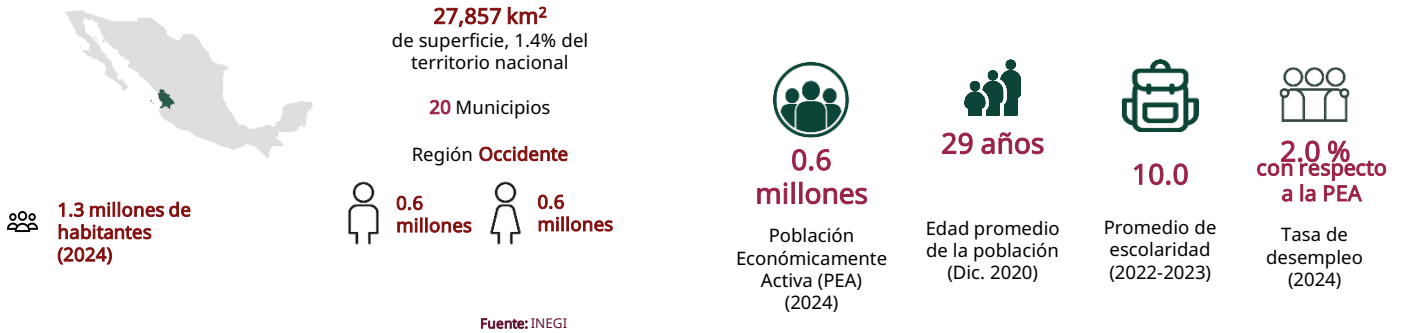 27,857 km²
de superficie, 1.4% del
territorio nacional
20 Municipios
Región Occidente
1.3 millones de
habitantes
(2024)
0.6
millones
0.6
millones
0.6
millones
Población
Económicamente
Activa (PEA)
(2024)
29 años
Edad promedio
de la población
(Dic. 2020)
10.0
Promedio de
escolaridad
(2022-2023)
2.0 %
con respecto
a la PEA
Tasa de
desempleo
(2024)
Fuente: INEGI